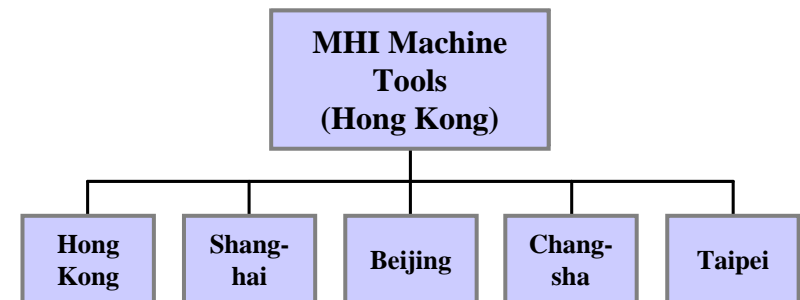 MHI Machine
Tools
(Hong Kong)
Hong
Kong
Shang-
hai
Beijing
Chang-
sha
Taipei